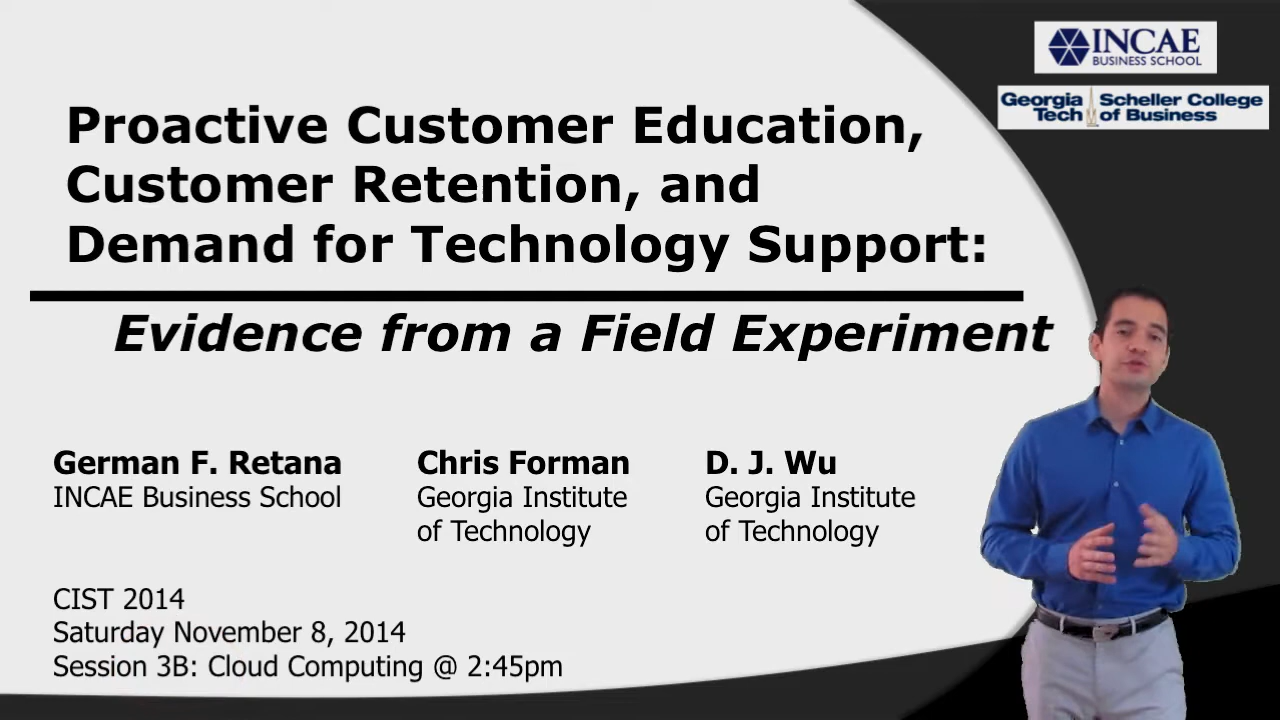 INCAE
BUSINESS SCHOOL
Georgia Tech
Scheller College of Business
Proactive Customer Education,
Customer Retention, and
Demand for Technology Support:
Evidence from a Field Experiment
German F. Retana
INCAE Business School
Chris Forman
Georgia Institute
of Technology
D. J. Wu
Georgia Institute
of Technology
CIST 2014
Saturday November 8, 2014
Session 3B: Cloud Computing @ 2:45pm